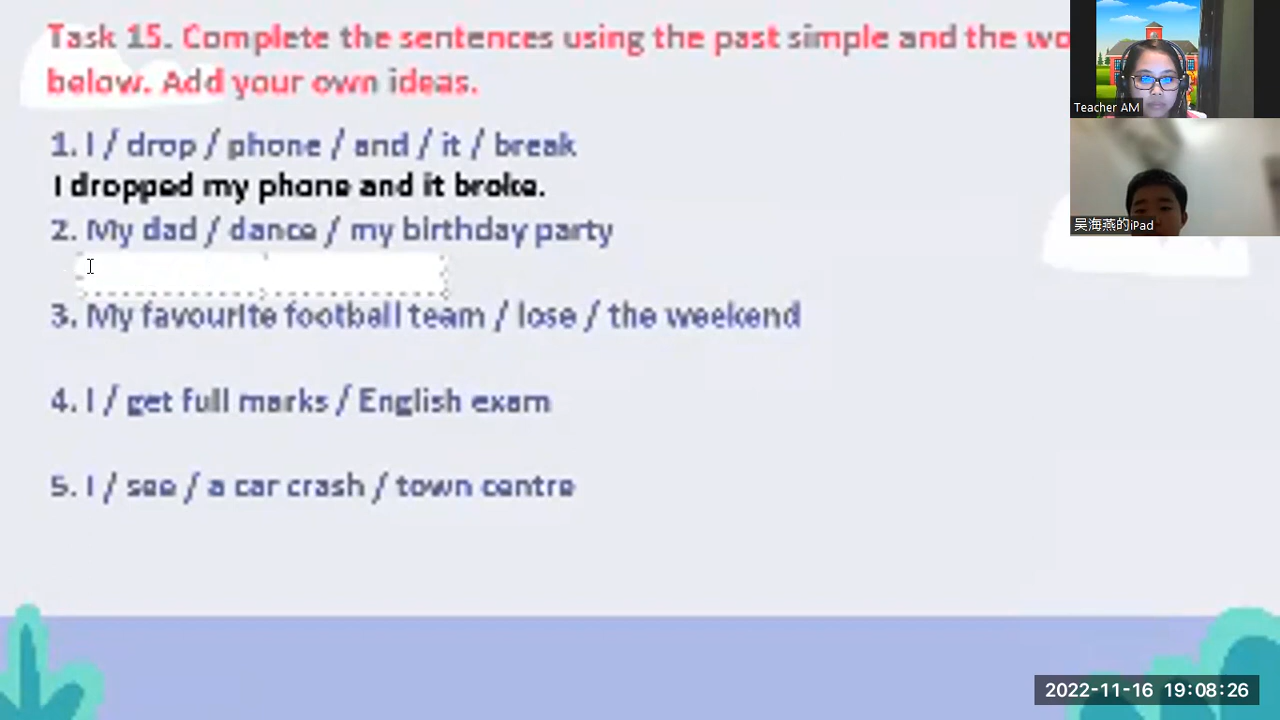 Task 15. Complete the sentences using the past simple and the
below. Add your own ideas.
1. I / drop / phone / and / it / break
I dropped my phone and it broke.
2. My dad / dance / my birthday party
3. My favourite football team / lose / the weekend
4. I / get full marks / English exam
5. I / see / a car crash / town centre
Teacher AM
吴海燕的iPad
2022-11-16 19:08:26